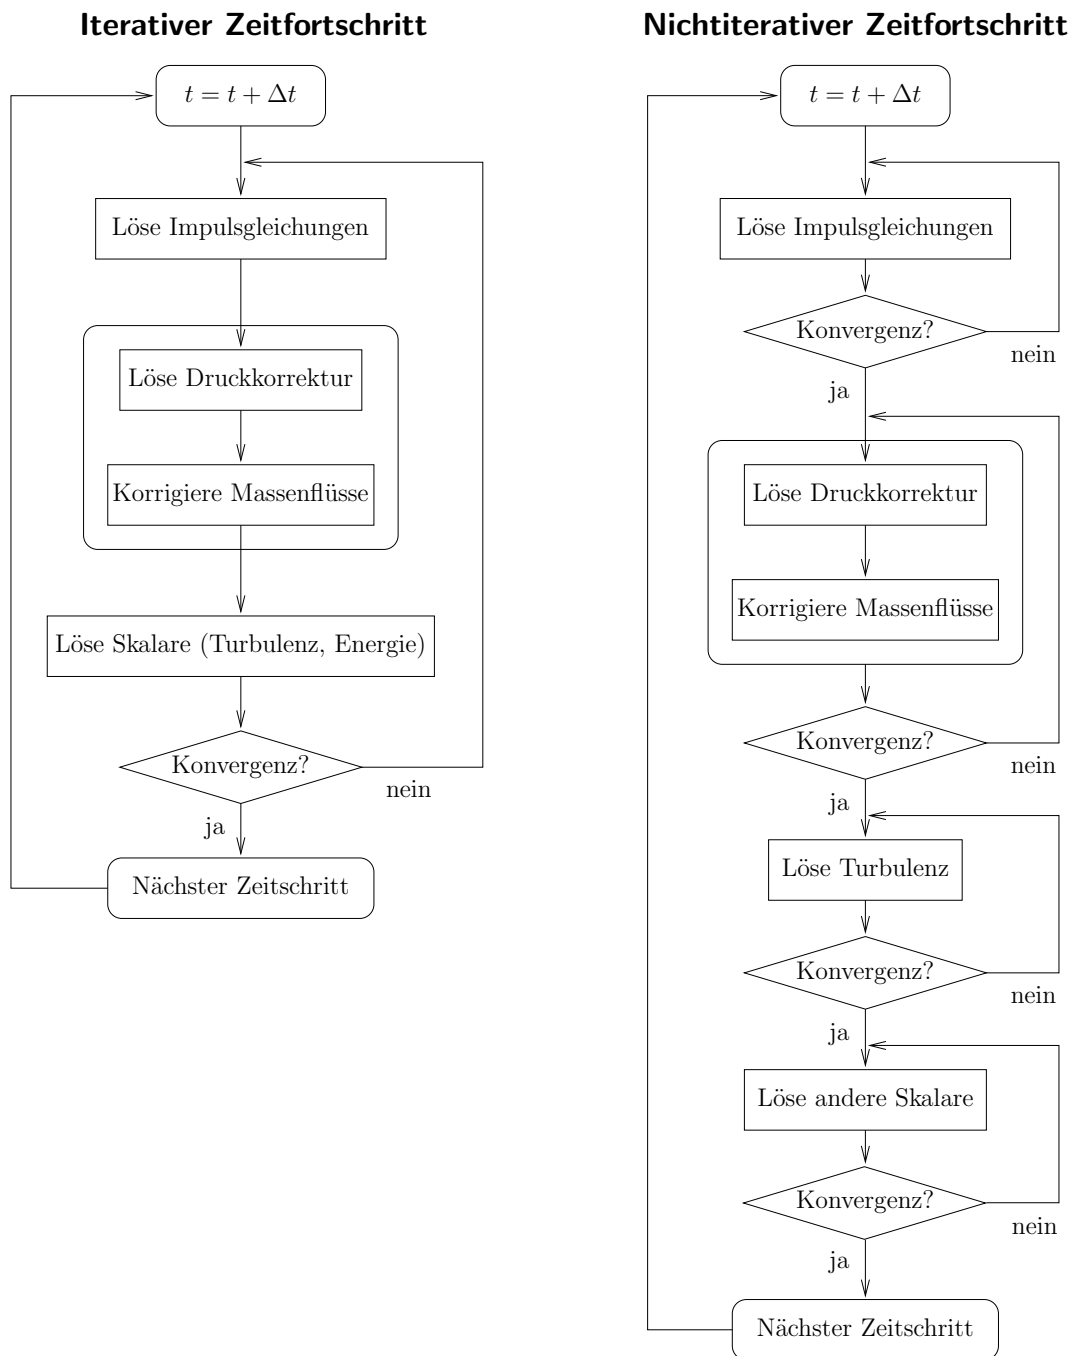 Iterativer Zeitfortschritt
t = t + Δt
Löse Impulsgleichungen
Löse Druckkorrektur
Korrigiere Massenflüsse
Löse Skalare (Turbulenz, Energie)
Konvergenz?
nein
ja
Nächster Zeitschritt
Nichtiterativer Zeitfortschritt
t = t + Δt
Löse Impulsgleichungen
Konvergenz?
nein
ja
Löse Druckkorrektur
Korrigiere Massenflüsse
Konvergenz?
nein
ja
Löse Turbulenz
Konvergenz?
nein
ja
Löse andere Skalare
Konvergenz?
nein
ja
Nächster Zeitschritt